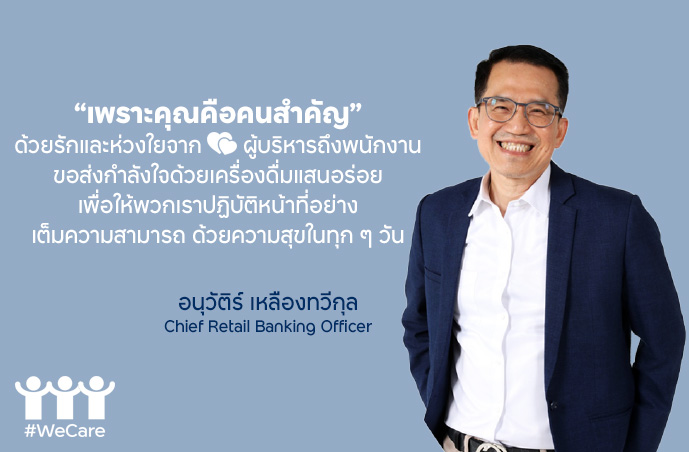 “เพราะคุณคือคนสำคัญ”
ด้วยรักและห่วงใยจาก ผู้บริหารถึงพนักงาน
ขอส่งกำลังใจด้วยเครื่องดื่มแสนอร่อย
เพื่อให้พวกเราปฏิบัติหน้าที่อย่าง
เต็มความสามารถ ด้วยความสุขในทุก ๆ วัน
อนุวัติร์ เหลืองทวีกุล
Chief Retail Banking Officer
#WeCare